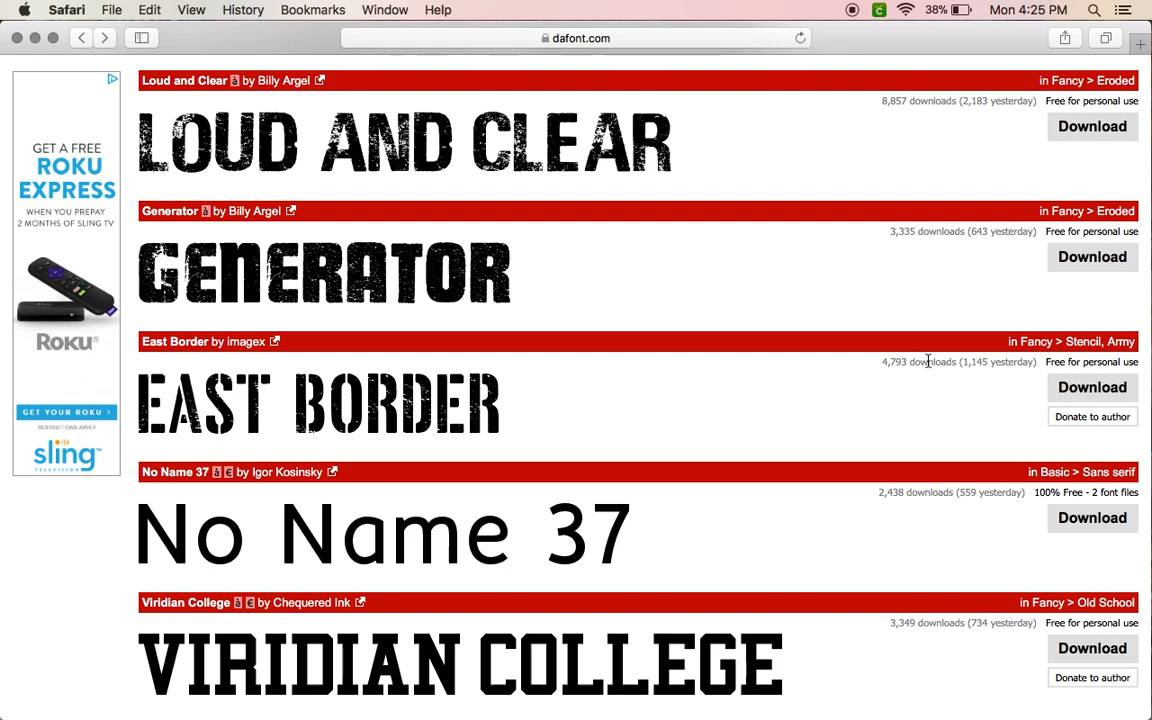 Safari File Edit View History Bookmarks Window Help 38% Mon 4:25 PM
dafont.com
GET A FREE
ROKU
EXPRESS
WHEN YOU PREPAY
2 MONTHS OF SLING TV
ROKU®
GET YOUR ROKU >
RESTRICTIONS APPLY
sling
TELEVISION
Loud and Clear à by Billy Argel in Fancy > Eroded
8,857 downloads (2,183 yesterday) Free for personal use
LOUD AND CLEAR
Download
Generator à by Billy Argel in Fancy > Eroded
3,335 downloads (643 yesterday) Free for personal use
GENERATOR
Download
East Border by imagex in Fancy > Stencil, Army
4,793 downloads (1,145 yesterday) Free for personal use
EAST BORDER
Download
Donate to author
No Name 37 à € by Igor Kosinsky in Basic > Sans serif
2,438 downloads (559 yesterday) 100% Free - 2 font files
No Name 37
Download
Viridian College à € by Chequered Ink in Fancy > Old School
3,349 downloads (734 yesterday) Free for personal use
VIRIDIAN COLLEGE
Download
Donate to author